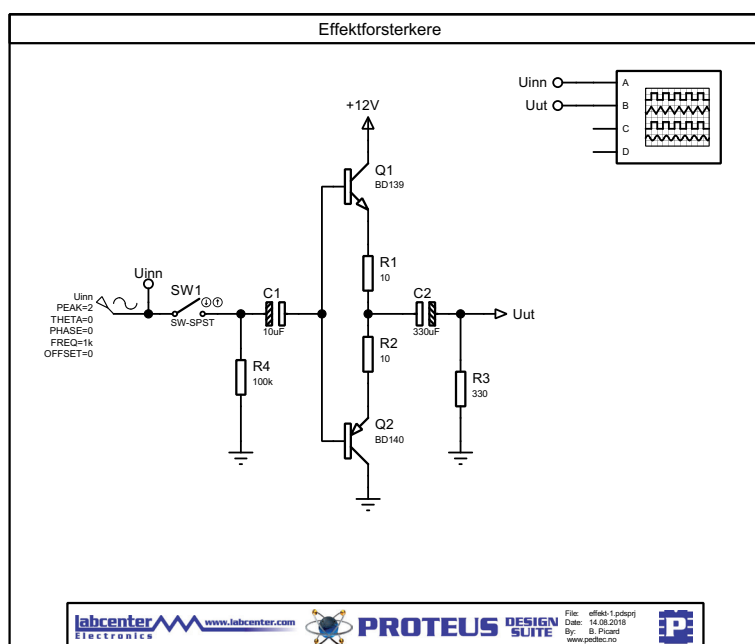 Effektforsterkere
Uinn
Uut
A
B
C
D
+12V
Q1
BD139
R1
10
Uinn
SW1
SW-SPST
C1
10uF
C2
330uF
Uut
Uinn
PEAK=2
THETA=0
PHASE=0
FREQ=1k
OFFSET=0
R4
100k
R2
10
R3
330
Q2
BD140
labcenter
Electronics
www.labcenter.com
PROTEUS DESIGN SUITE
File: effekt-1.pdsprj
Date: 14.08.2018
By: B. Picard
www.pedtec.no
P